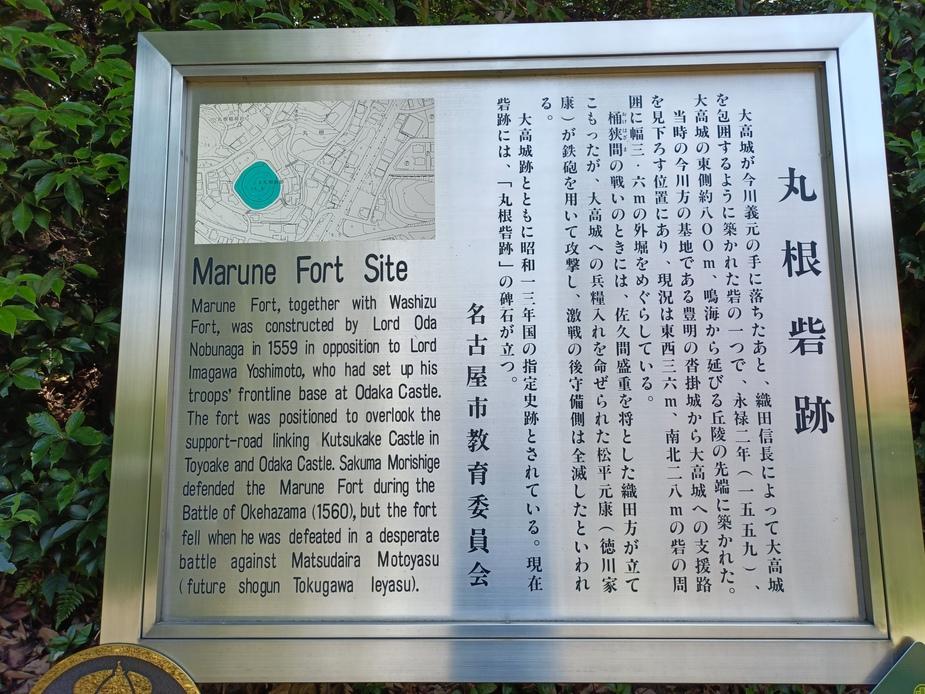 丸根砦跡
大高城が今川義元の手に落ちたあと、織田信長によって大高城
を包囲するように築かれた砦の一つで、永禄二年（一五五九）、
大高城の東側約八〇〇m、鳴海から延びる丘陵の先端に築かれた。
当時の今川方の基地である豊明の沓掛城から大高城への支援路
を見下ろす位置にあり、現況は東西三六m、南北二八mの砦の周
囲に幅三・六mの外堀をめぐらしている。
桶狭間の戦いのときには、佐久間盛重を将とした織田方が立て
こもったが、大高城への兵糧入れを命ぜられた松平元康（徳川家
康）が鉄砲を用いて攻撃し、激戦の後守備側は全滅したといわれ
る。
大高城跡とともに昭和一三年国の指定史跡とされている。現在
砦跡には、「丸根砦跡」の碑石が立つ。
名古屋市教育委員会
Marune Fort Site
Marune Fort, together with Washizu
Fort, was constructed by Lord Oda
Nobunaga in 1559 in opposition to Lord
Imagawa Yoshimoto, who had set up his
troops' frontline base at Odaka Castle.
The fort was positioned to overlook the
support-road linking Kutsukake Castle in
Toyoake and Odaka Castle. Sakuma Morishige
defended the Marune Fort during the
Battle of Okehazama (1560), but the fort
fell when he was defeated in a desperate
battle against Matsudaira Motoyasu
(future shogun Tokugawa Ieyasu).